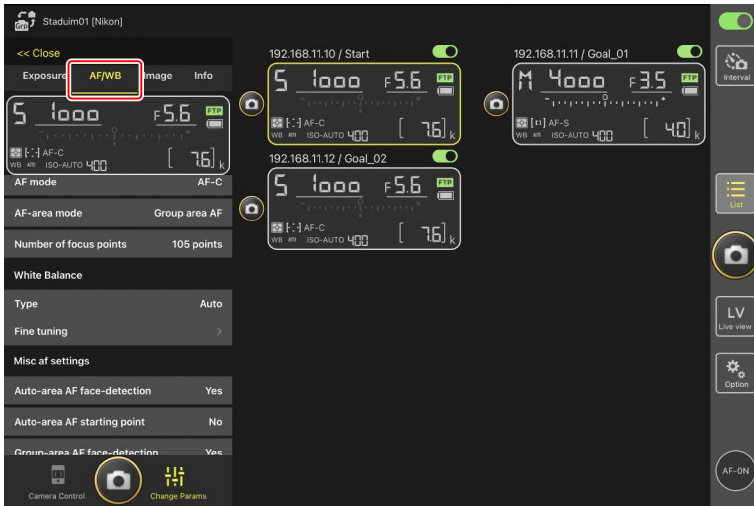 Grp
Staduim01 [Nikon]
<< Close
Exposure AF/WB Image Info
S 1000 F5.6 FTP
AF-C
WB ISO-AUTO 400 [ 7.6] k
AF mode AF-C
AF-area mode Group area AF
Number of focus points 105 points
White Balance
Type Auto
Fine tuning >
Misc af settings
Auto-area AF face-detection Yes
Auto-area AF starting point No
Group-area AF face-detection Yes
Camera Control
Change Params
192.168.11.10 / Start
S 1000 F5.6 FTP
AF-C
WB ISO-AUTO 400 [ 7.6] k
192.168.11.11 / Goal_01
M 4000 F3.5 FTP
AF-S
WB ISO-AUTO 400 [ 4.0] k
192.168.11.12 / Goal_02
S 1000 F5.6 FTP
AF-C
WB ISO-AUTO 400 [ 7.6] k
Interval
List
LV
Live view
Option
AF-ON